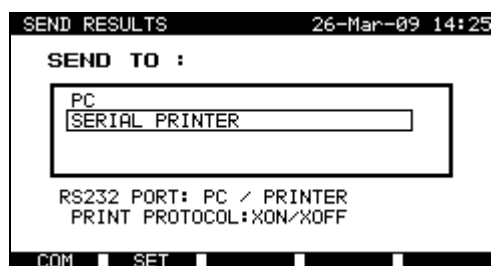 SEND RESULTS 26-Mar-09 14:25
SEND TO :
PC
SERIAL PRINTER
RS232 PORT: PC / PRINTER
PRINT PROTOCOL:XON/XOFF
COM SET